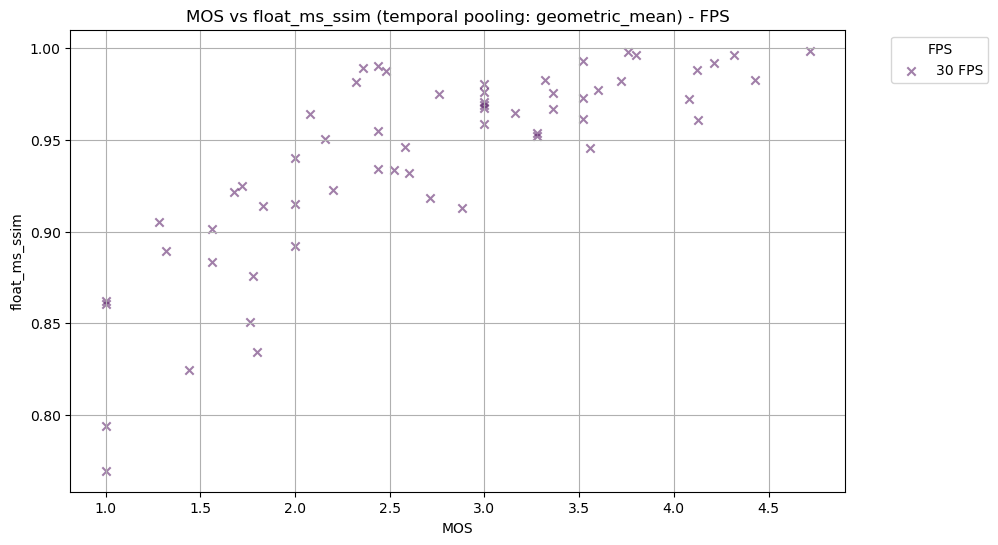 MOS vs float_ms_ssim (temporal pooling: geometric_mean) - FPS
FPS
30 FPS
float_ms_ssim
1.00
0.95
0.90
0.85
0.80
1.0 1.5 2.0 2.5 3.0 3.5 4.0 4.5
MOS